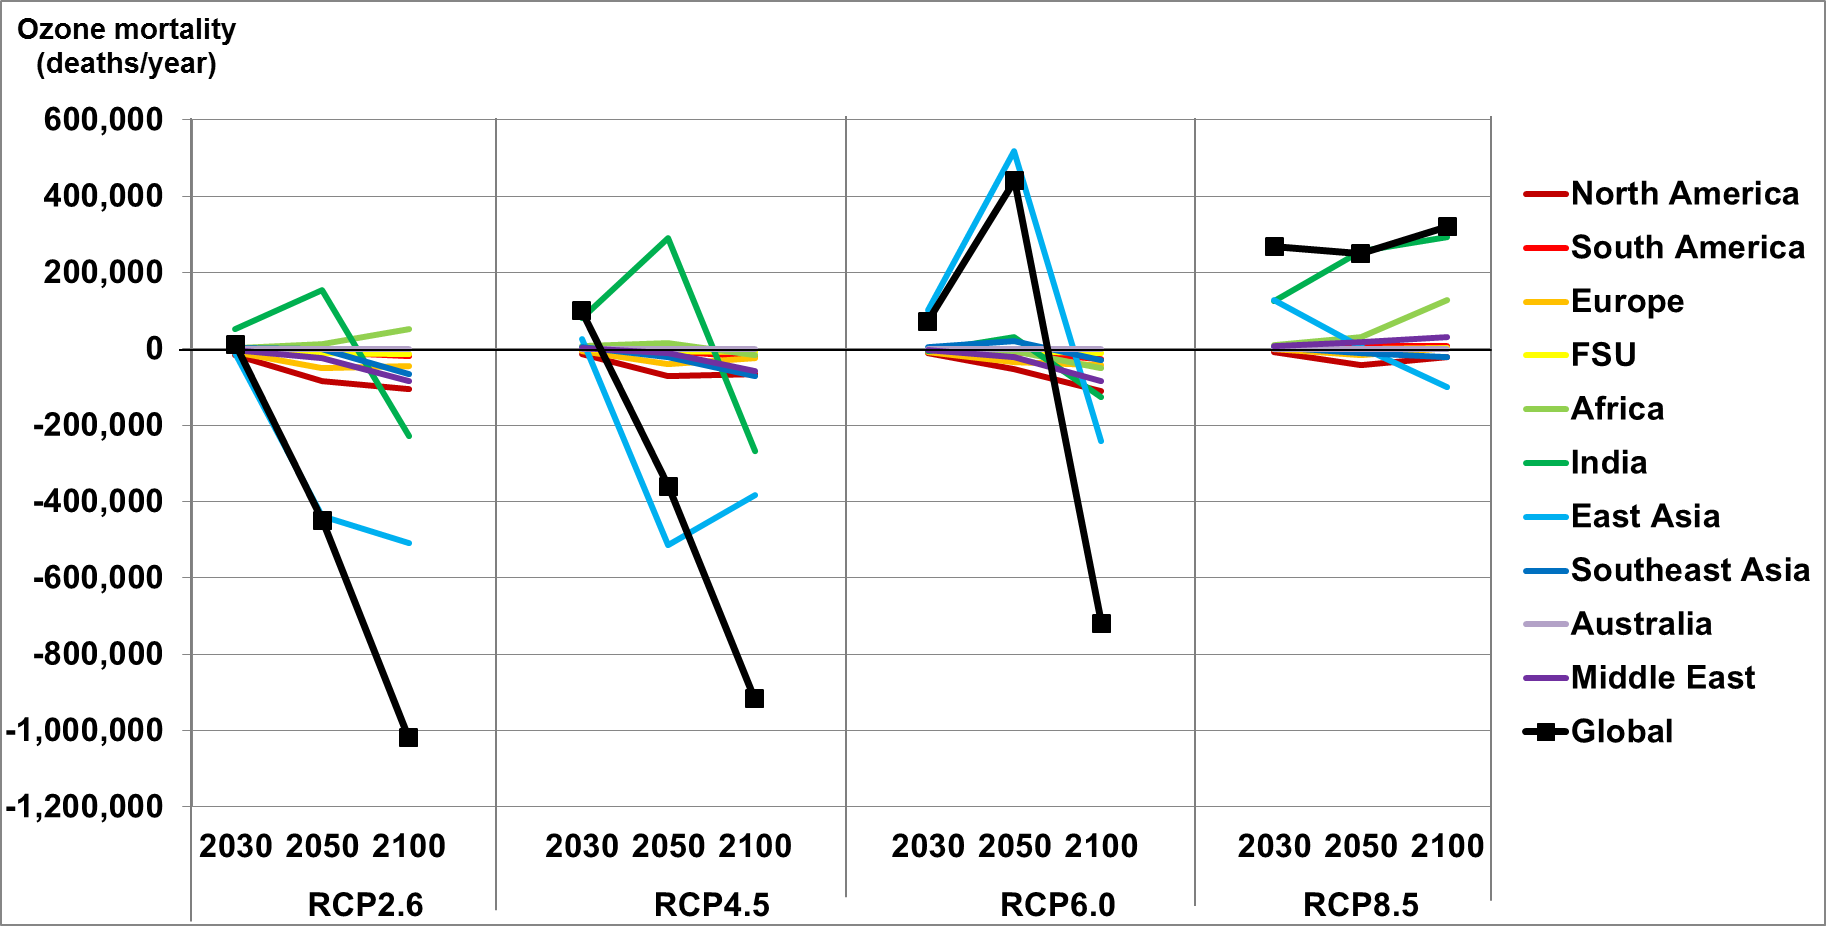 Ozone mortality
(deaths/year)
600,000
400,000
200,000
0
-200,000
-400,000
-600,000
-800,000
-1,000,000
-1,200,000
2030 2050 2100 2030 2050 2100 2030 2050 2100 2030 2050 2100
RCP2.6 RCP4.5 RCP6.0 RCP8.5
North America
South America
Europe
FSU
Africa
India
East Asia
Southeast Asia
Australia
Middle East
Global